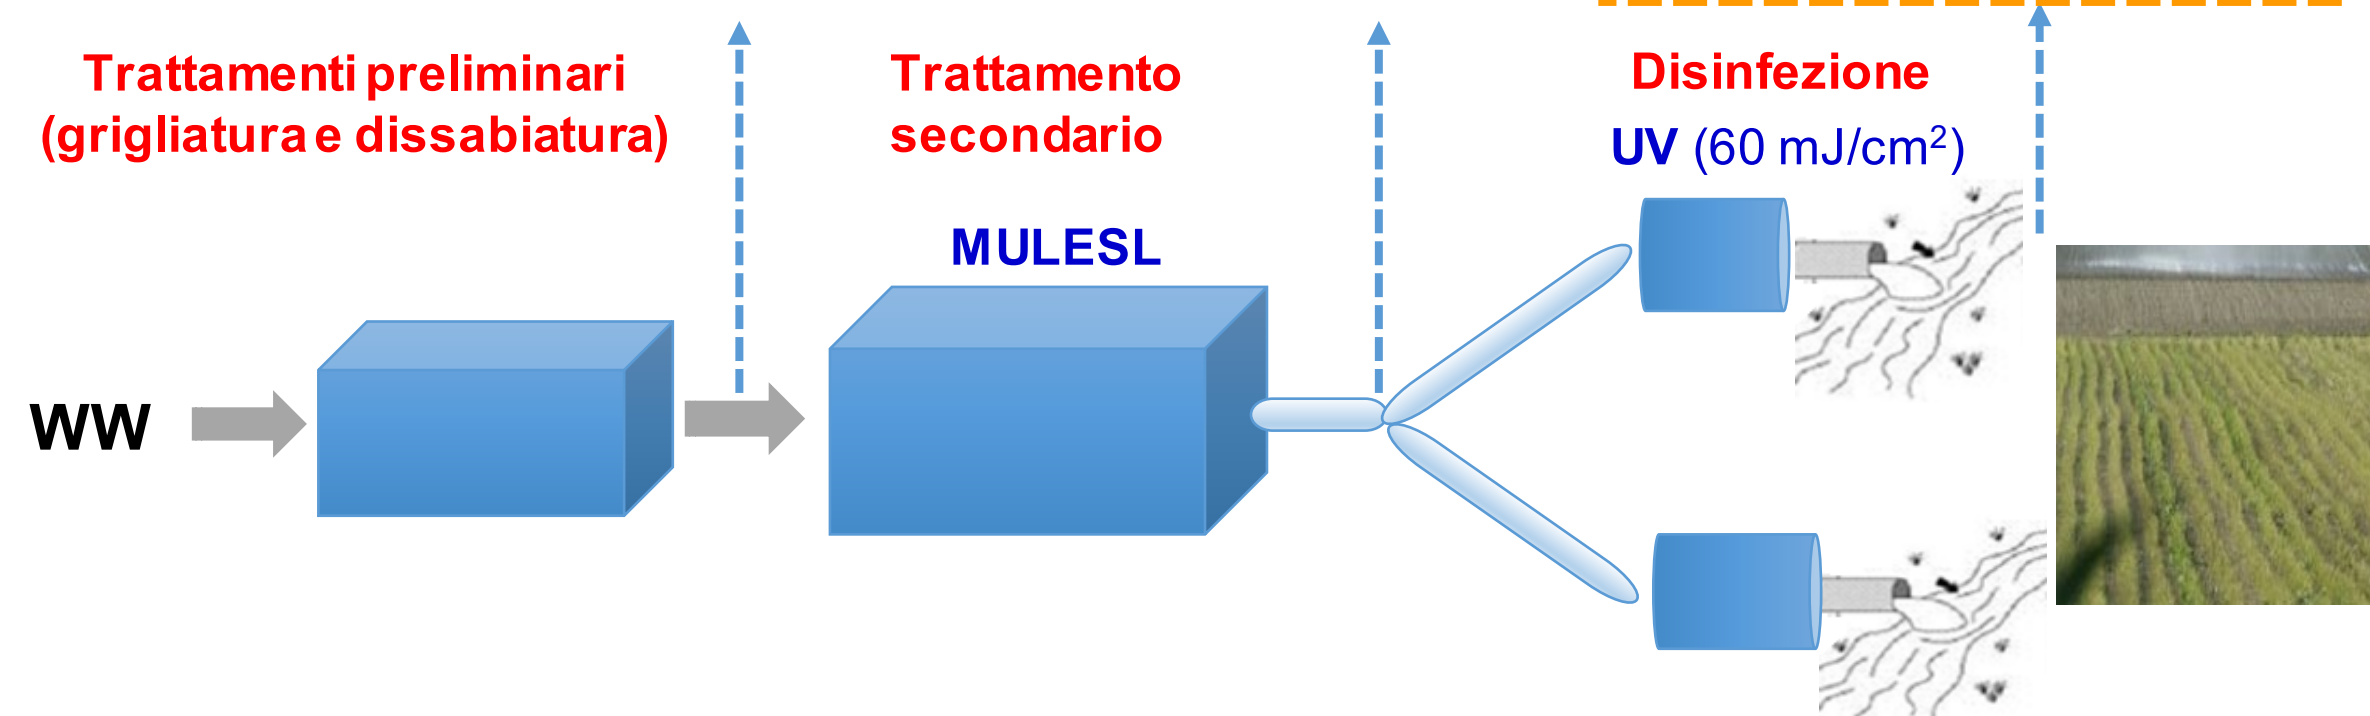 Trattamenti preliminari
(grigliatura e dissabiatura)
Trattamento
secondario
Disinfezione
UV (60 mJ/cm²)
MULESL
WW